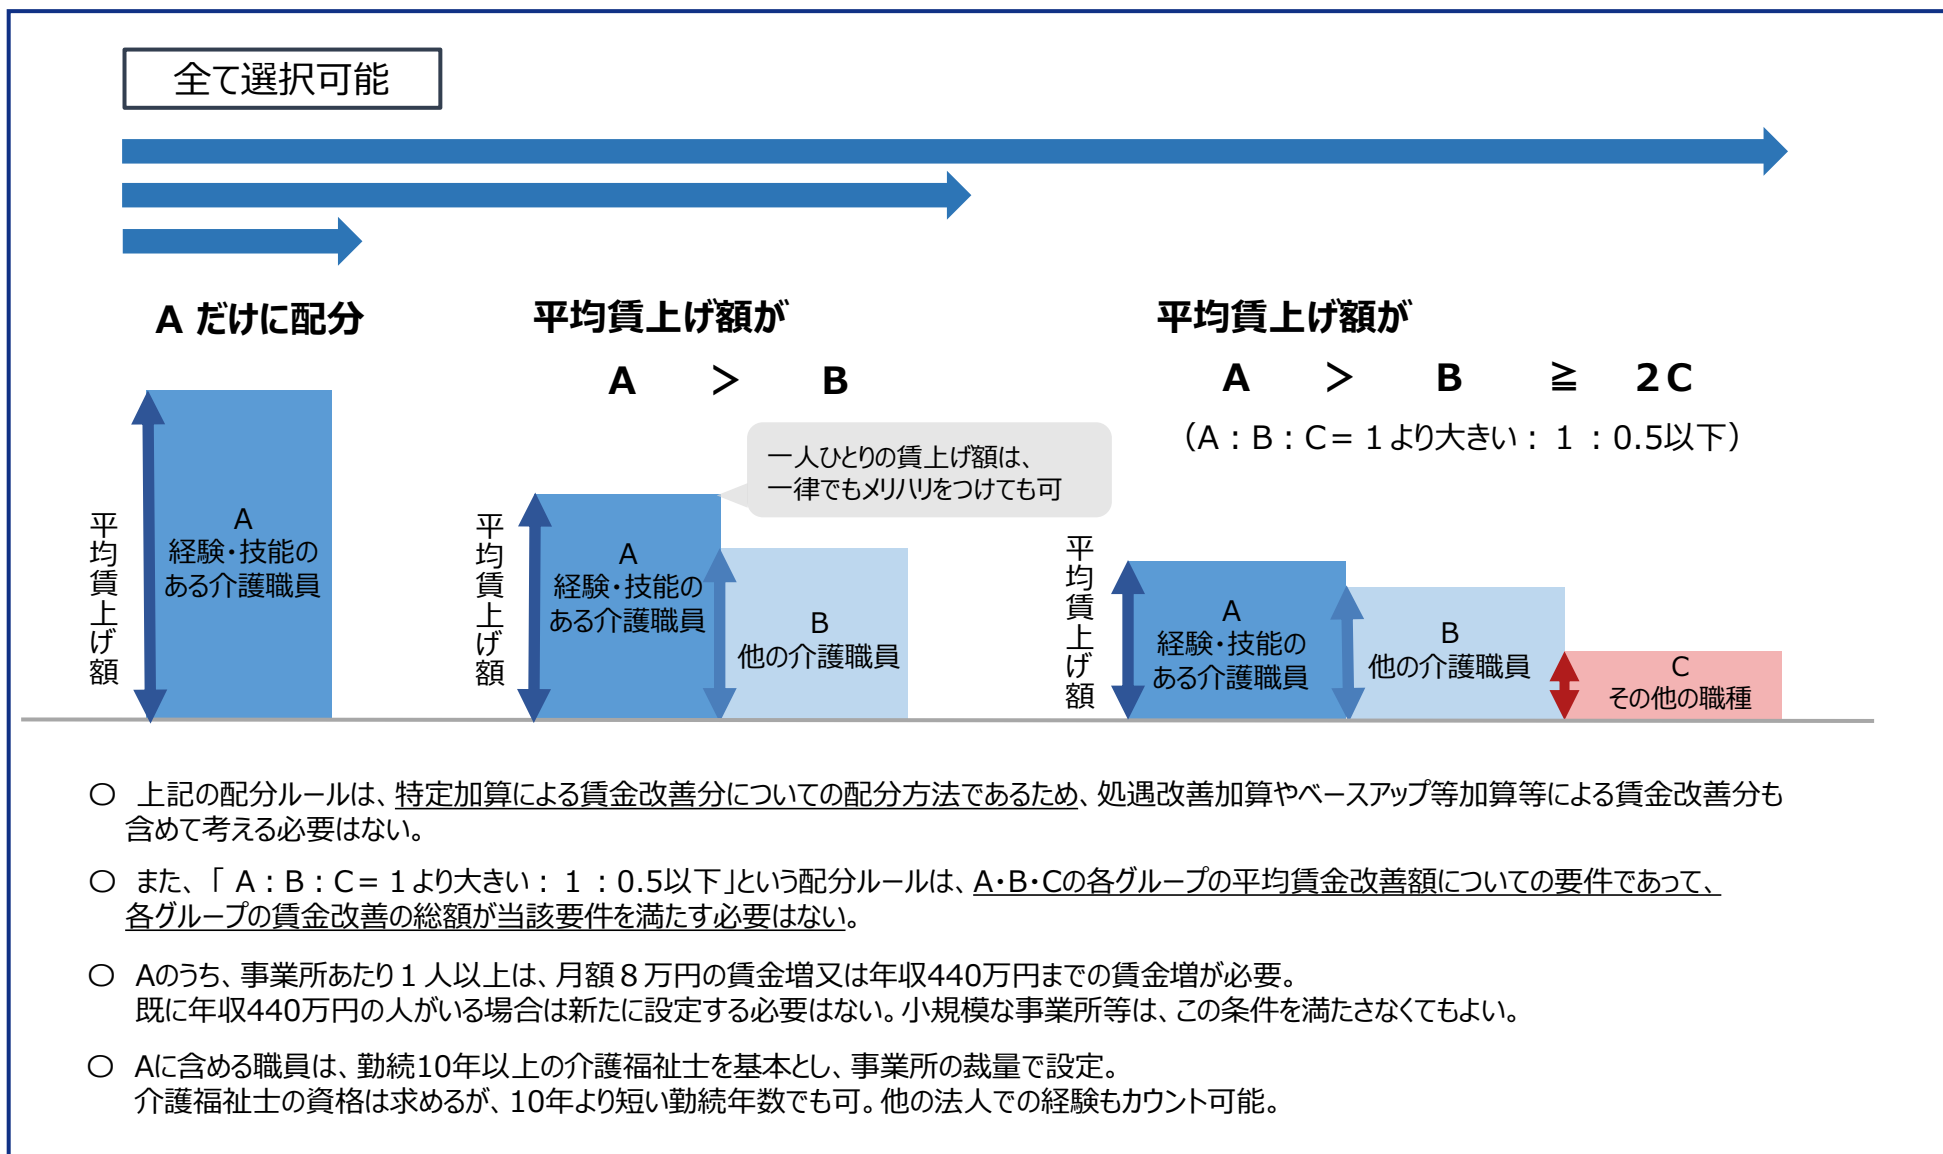 全て選択可能
A だけに配分
平均賃上げ額が
A ＞ B
平均賃上げ額が
A ＞ B ≧ ２C
（A：B：C=１より大きい：１：0.5以下）
一人ひとりの賃上げ額は、
一律でもメリハリをつけても可
平均賃上げ額
A
経験・技能の
ある介護職員
平均賃上げ額
A
経験・技能の
ある介護職員
B
他の介護職員
平均賃上げ額
A
経験・技能の
ある介護職員
B
他の介護職員
C
その他の職種
○ 上記の配分ルールは、特定加算による賃金改善分についての配分方法であるため、処遇改善加算やベースアップ等加算等による賃金改善分も
含めて考える必要はない。
○ また、「A：B：C=１より大きい：１：0.5以下」という配分ルールは、A・B・Cの各グループの平均賃金改善額についての要件であって、
各グループの賃金改善の総額が当該要件を満たす必要はない。
○ Aのうち、事業所あたり１人以上は、月額８万円の賃金増又は年収440万円までの賃金増が必要。
既に年収440万円の人がいる場合は新たに設定する必要はない。小規模な事業所等は、この条件を満たさなくてもよい。
○ Aに含める職員は、勤続10年以上の介護福祉士を基本とし、事業所の裁量で設定。
介護福祉士の資格は求めるが、10年より短い勤続年数でも可。他の法人での経験もカウント可能。